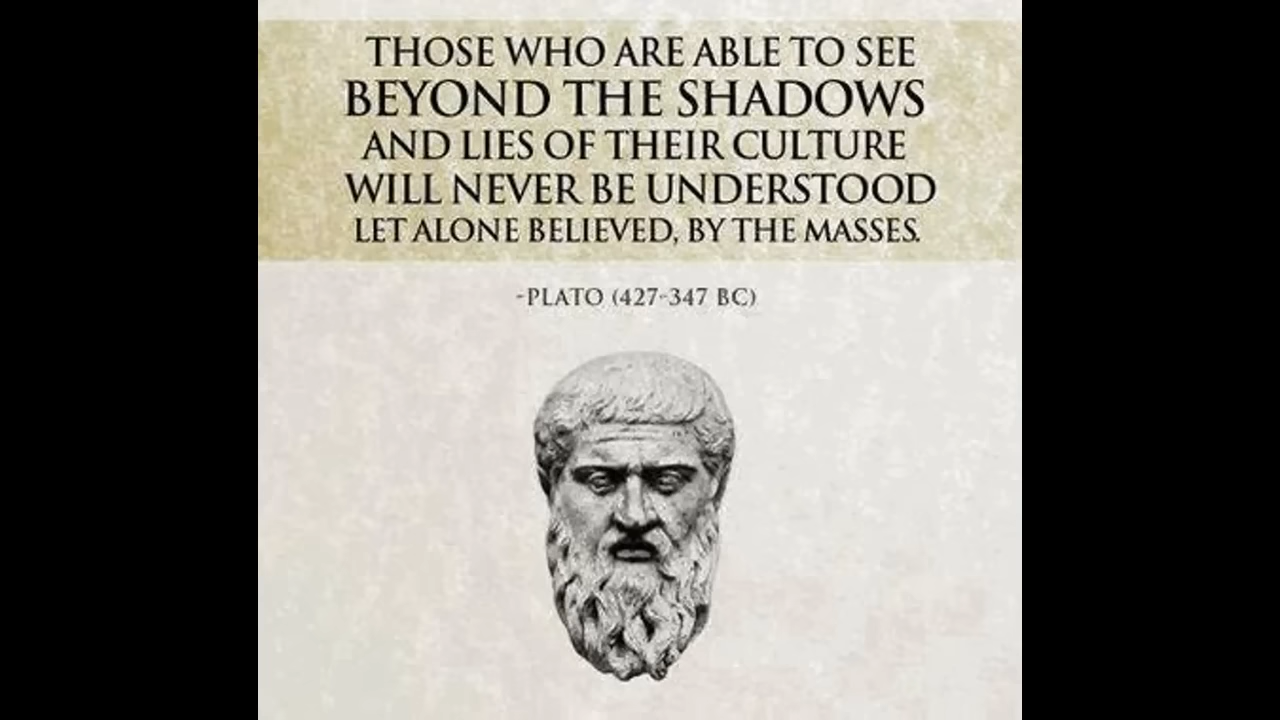 THOSE WHO ARE ABLE TO SEE
BEYOND THE SHADOWS
AND LIES OF THEIR CULTURE
WILL NEVER BE UNDERSTOOD
LET ALONE BELIEVED, BY THE MASSES.
-PLATO (427-347 BC)